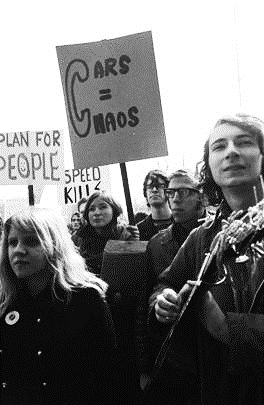 CARS
=
CHAOS
PLAN FOR
PEOPLE
SPEED
KILLS